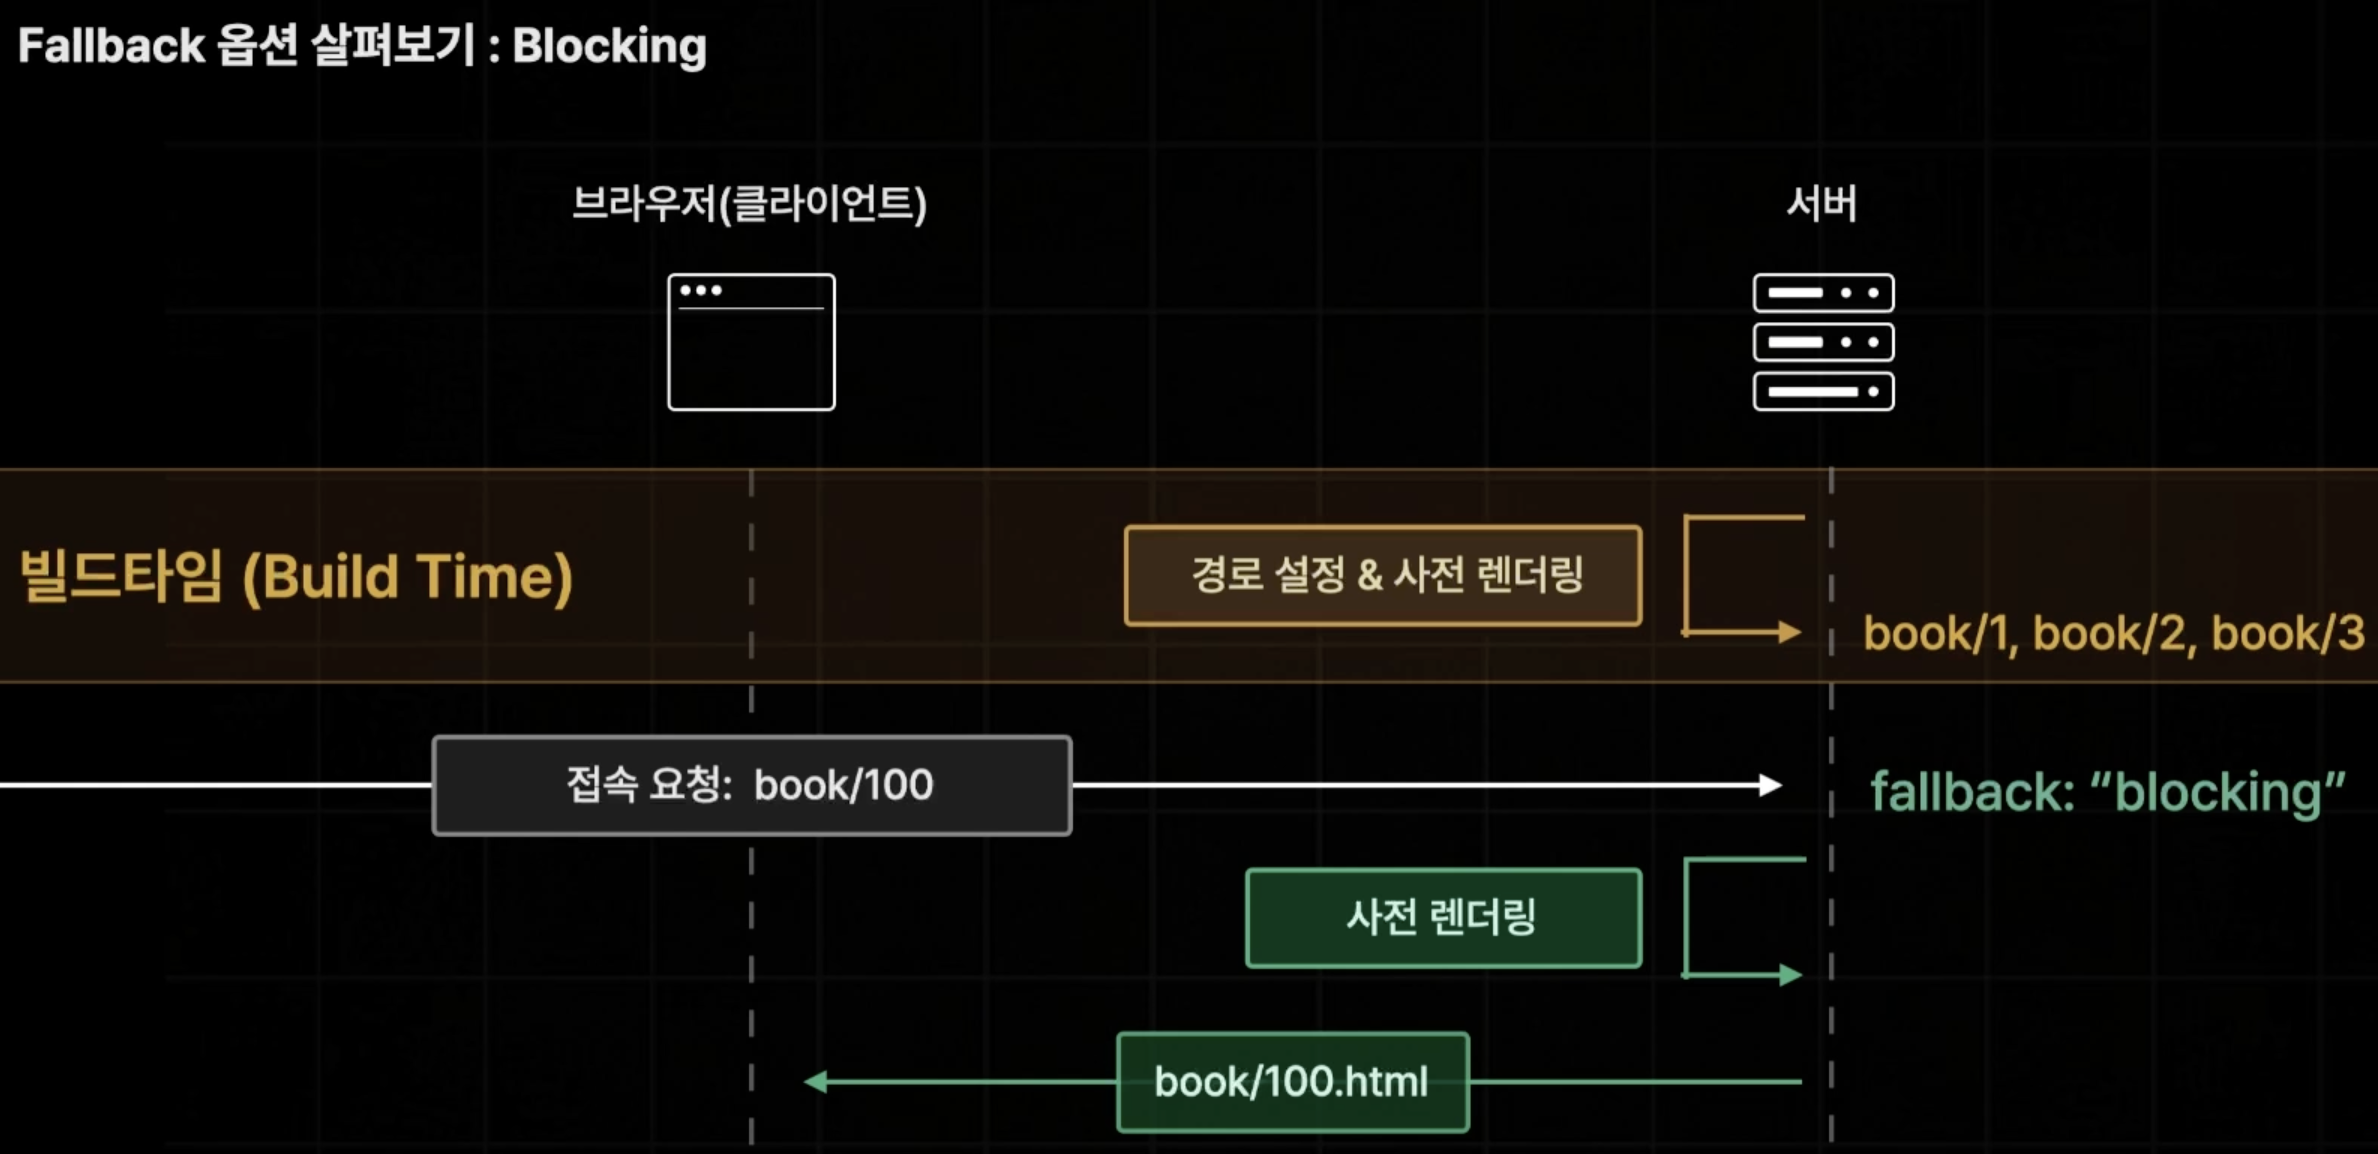 Fallback 옵션 살펴보기 : Blocking
브라우저(클라이언트)
서버
빌드타임 (Build Time)
경로 설정 & 사전 렌더링
book/1, book/2, book/3
접속 요청: book/100
fallback: “blocking”
사전 렌더링
book/100.html